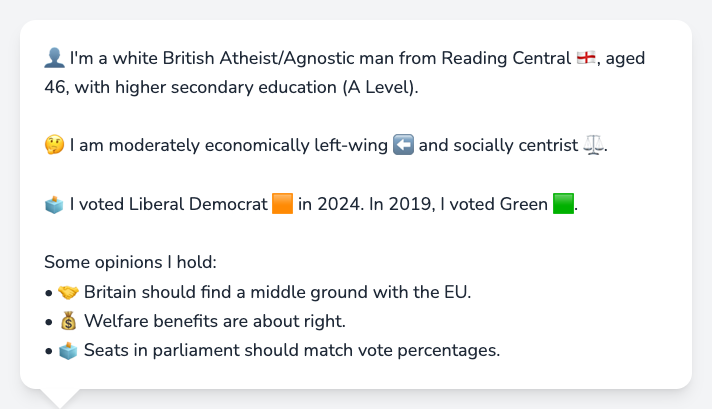 👤 I'm a white British Atheist/Agnostic man from Reading Central 🏴󠁧󠁢󠁥󠁮󠁧󠁿, aged
46, with higher secondary education (A Level).
🤔 I am moderately economically left-wing ⬅️ and socially centrist ⚖️.
🗳️ I voted Liberal Democrat 🟧 in 2024. In 2019, I voted Green 🟩.
Some opinions I hold:
• 🤝 Britain should find a middle ground with the EU.
• 💰 Welfare benefits are about right.
• 🗳️ Seats in parliament should match vote percentages.